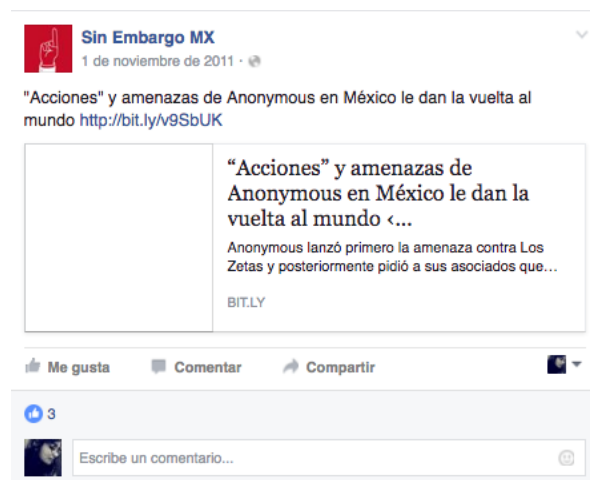 Sin Embargo MX
1 de noviembre de 2011 ·
"Acciones" y amenazas de Anonymous en México le dan la vuelta al
mundo http://bit.ly/v9SbUK
“Acciones” y amenazas de
Anonymous en México le dan la
vuelta al mundo ‹...
Anonymous lanzó primero la amenaza contra Los
Zetas y posteriormente pidió a sus asociados que…
BIT.LY
Me gusta Comentar Compartir
3
Escribe un comentario...